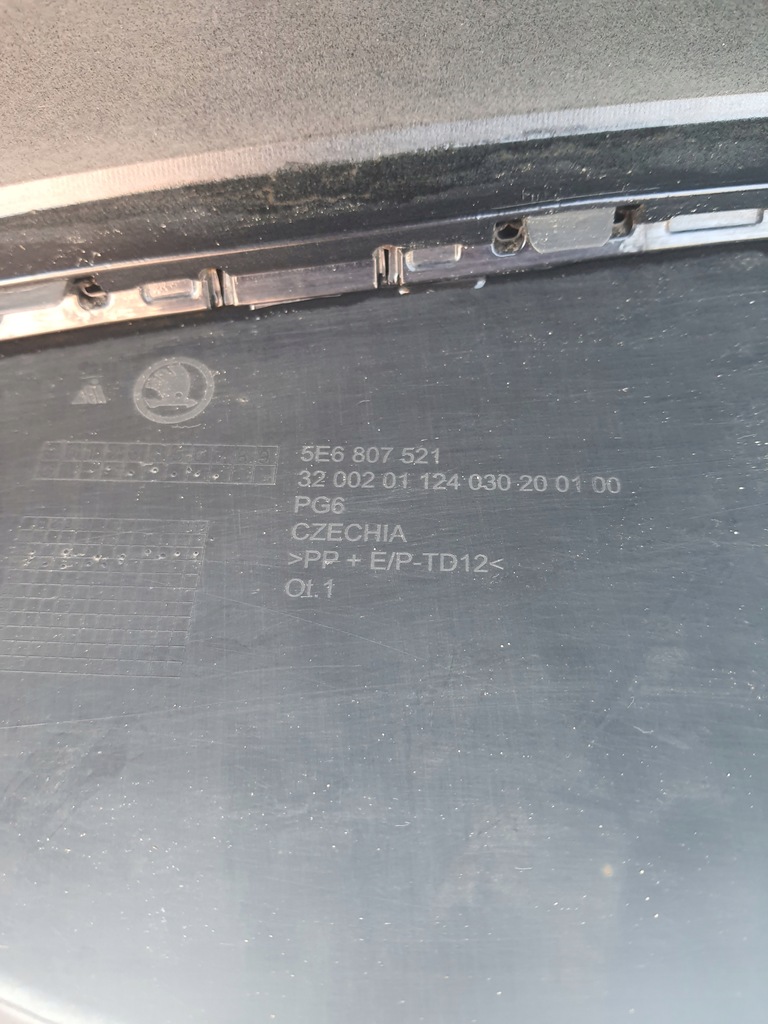 5E6 807 521
32 002 01 124 030 20 01 00
PG6
CZECHIA
>PP + E/P-TD12<
Ot.1